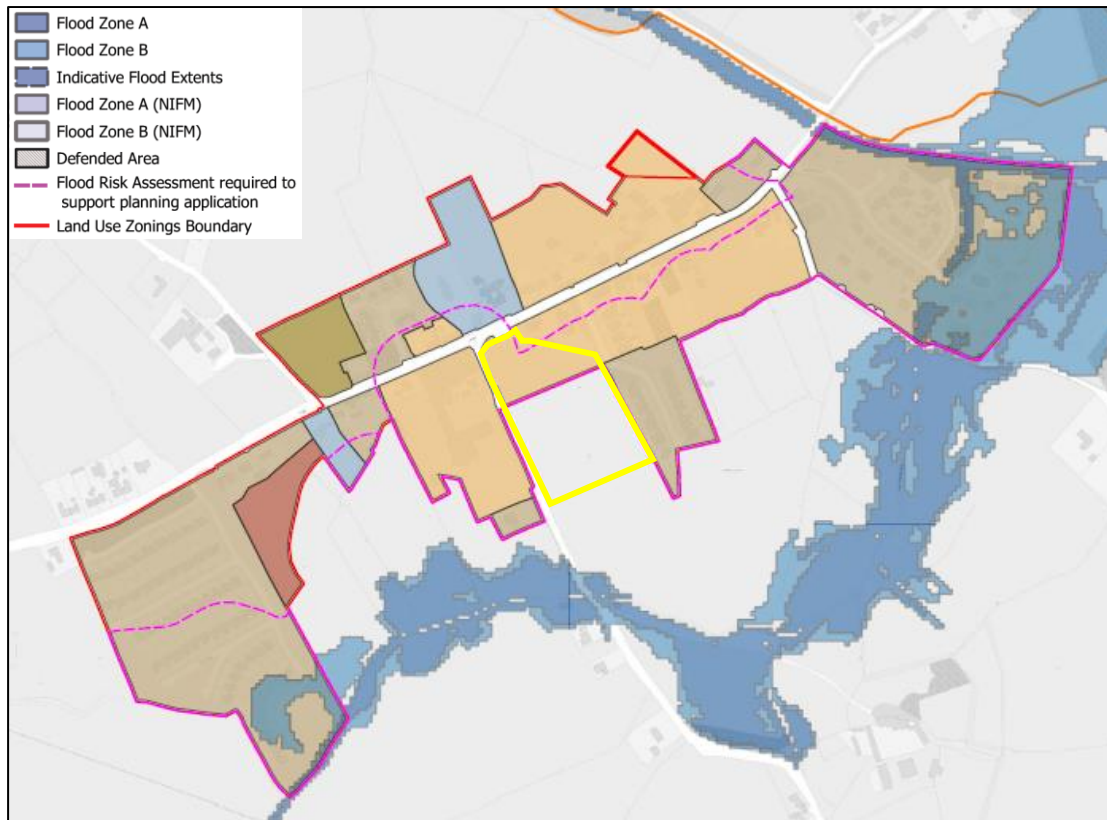 Flood Zone A
Flood Zone B
Indicative Flood Extents
Flood Zone A (NIFM)
Flood Zone B (NIFM)
Defended Area
Flood Risk Assessment required to
support planning application
Land Use Zonings Boundary